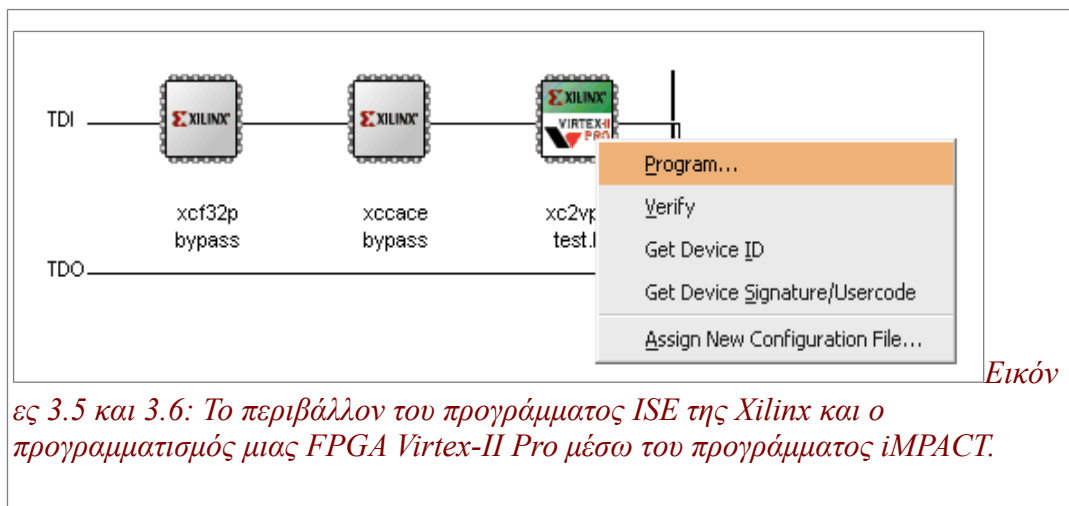 TDI
XILINX
XILINX
XILINX
VIRTEX-II
PRO
xcf32p
bypass
xccace
bypass
TDO
Program...
Verify
Get Device ID
Get Device Signature/Usercode
Assign New Configuration File...
Εικόν
ες 3.5 και 3.6: Το περιβάλλον του προγράμματος ISE της Xilinx και ο
προγραμματισμός μιας FPGA Virtex-II Pro μέσω του προγράμματος iMPACT.